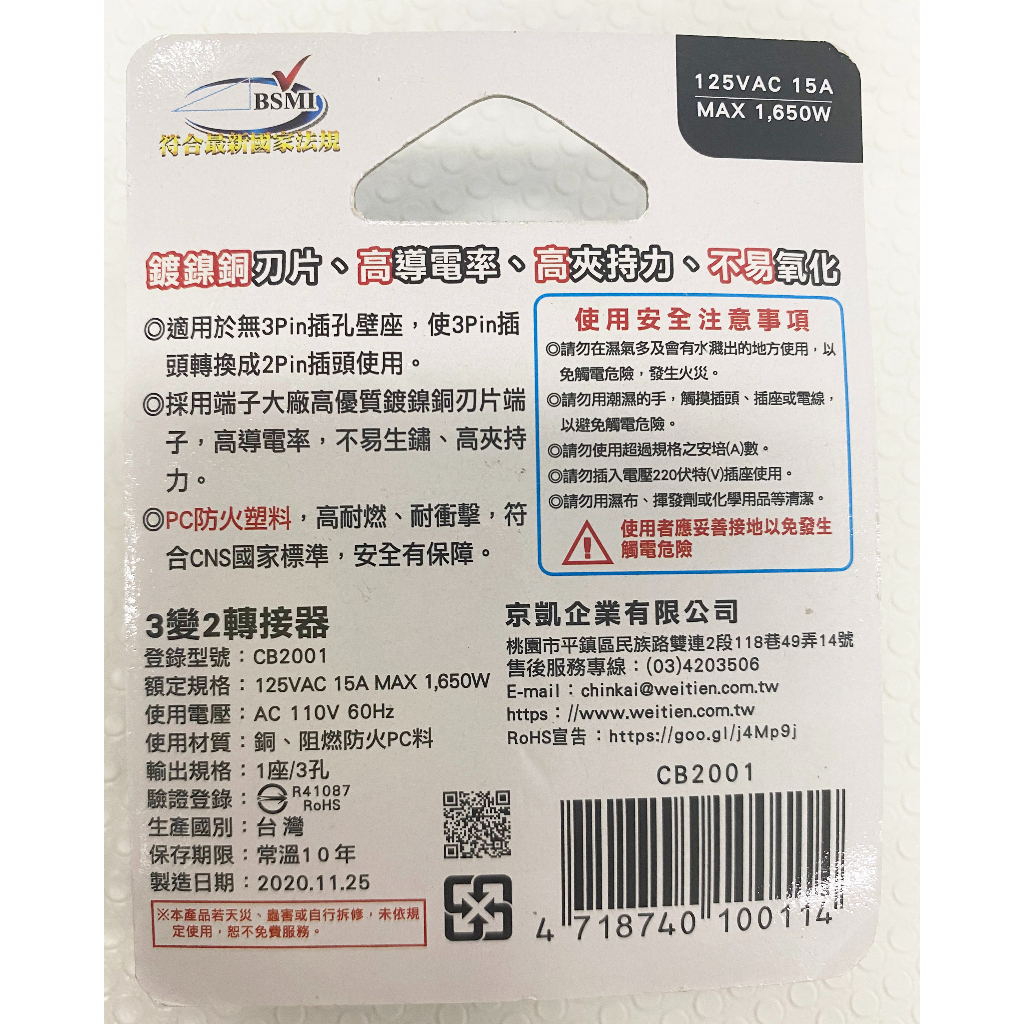 BSMI
符合最新國家法規
125VAC 15A
MAX 1,650W
鍍鎳銅刃片、高導電率、高夾持力、不易氧化
◎適用於無3Pin插孔壁座，使3Pin插
頭轉換成2Pin插頭使用。
◎採用端子大廠高優質鍍鎳銅刃片端
子，高導電率，不易生鏽、高夾持
力。
◎PC防火塑料，高耐燃、耐衝擊，符
合CNS國家標準，安全有保障。
使用安全注意事項
◎請勿在濕氣多及會有水濺出的地方使用，以
免觸電危險，發生火災。
◎請勿用潮濕的手，觸摸插頭、插座或電線，
以避免觸電危險。
◎請勿使用超過規格之安培(A)數。
◎請勿插入電壓220伏特(V)插座使用。
◎請勿用濕布、揮發劑或化學用品等清潔。
使用者應妥善接地以免發生
觸電危險
3變2轉接器
登錄型號：CB2001
額定規格：125VAC 15A MAX 1,650W
使用電壓：AC 110V 60Hz
使用材質：銅、阻燃防火PC料
輸出規格：1座/3孔
驗證登錄：R41087
RoHS
生產國別：台灣
保存期限：常溫10年
製造日期：2020.11.25
※本產品若天災、蟲害或自行拆修，未依規
定使用，恕不免費服務。
京凱企業有限公司
桃園市平鎮區民族路雙連2段118巷49弄14號
售後服務專線：(03)4203506
E-mail：chinkai@weitien.com.tw
https：//www.weitien.com.tw
RoHS宣告：https://goo.gl/j4Mp9j
CB2001
4 718740 100114